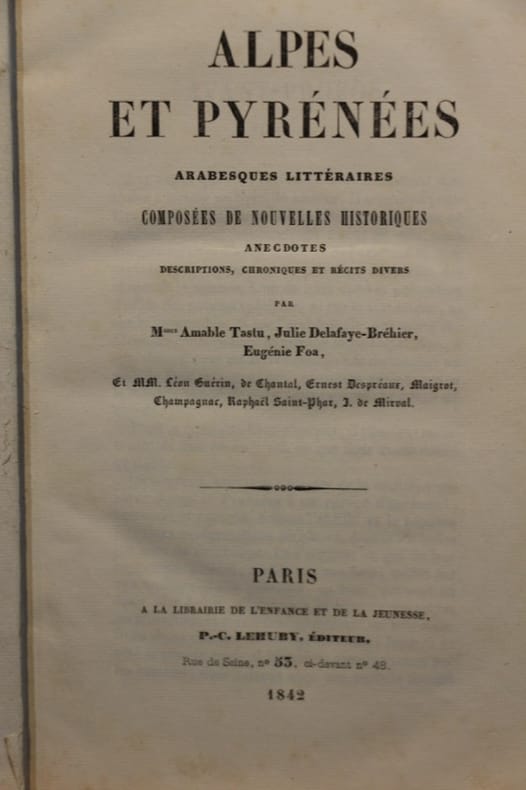 ALPES
ET PYRÉNÉES
ARABESQUES LITTÉRAIRES
COMPOSÉES DE NOUVELLES HISTORIQUES
ANECDOTES
DESCRIPTIONS, CHRONIQUES ET RÉCITS DIVERS
PAR
Mmes Amable Tastu, Julie Delafaye-Bréhier,
Eugénie Foa,
Et MM. Léon Guérin, de Chantal, Ernest Despréaux, Maigrot,
Champagnac, Raphaël Saint-Phar, J. de Mirval.
PARIS
A LA LIBRAIRIE DE L'ENFANCE ET DE LA JEUNESSE,
P.-C. LEHUBY, ÉDITEUR,
Rue de Seine, nº 53, ci-devant nº 48.
1842